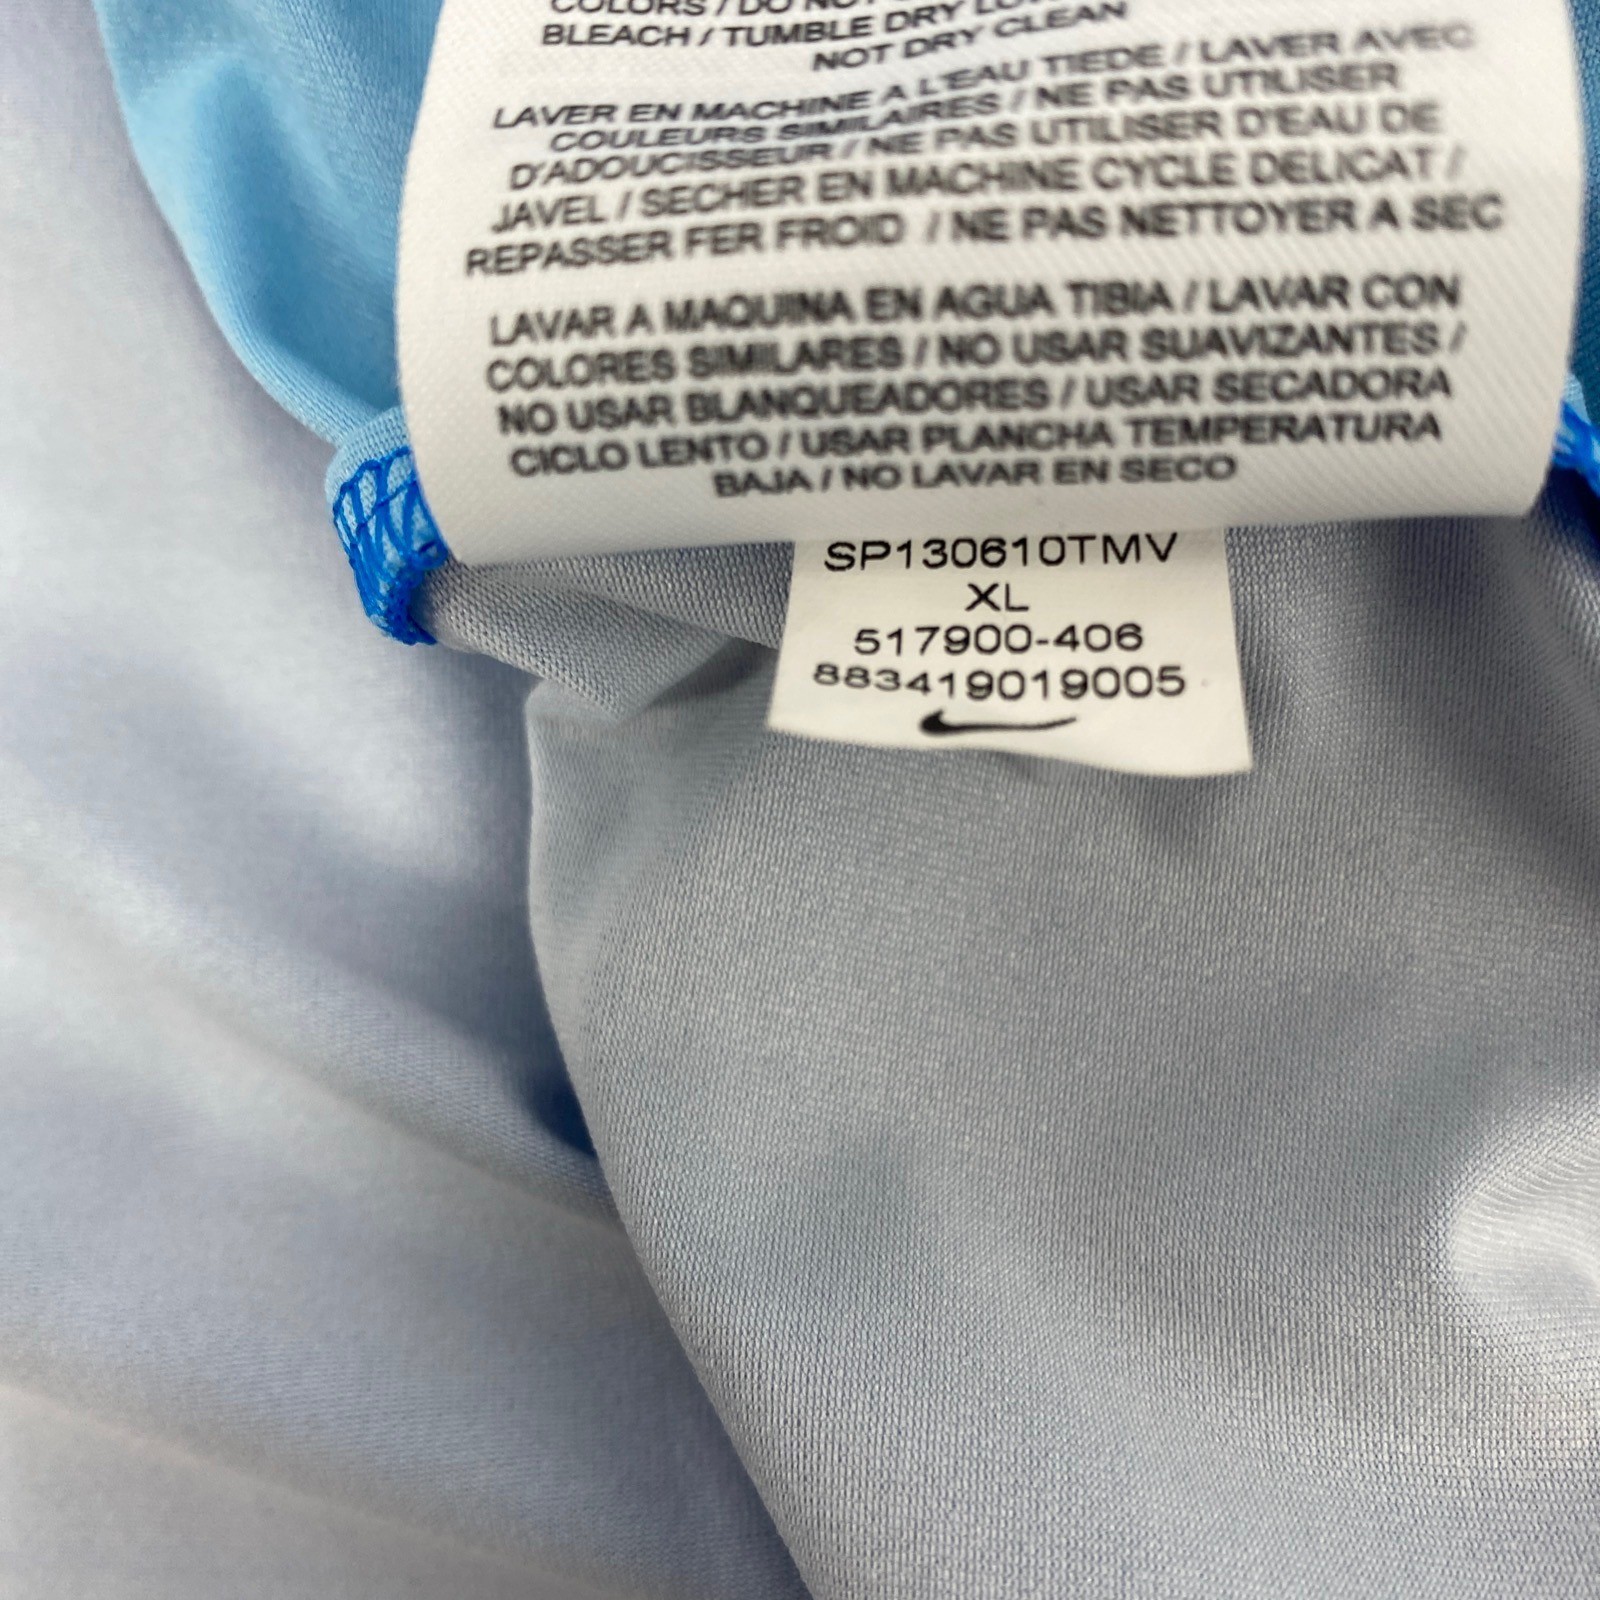 COLORS / DO NOT
BLEACH / TUMBLE DRY
NOT DRY CLEAN
LAVER EN MACHINE A L'EAU TIEDE / LAVER AVEC
COULEURS SIMILAIRES / NE PAS UTILISER
D'ADOUCISSEUR / NE PAS UTILISER D'EAU DE
JAVEL / SECHER EN MACHINE CYCLE DELICAT /
REPASSER FER FROID / NE PAS NETTOYER A SEC
LAVAR A MAQUINA EN AGUA TIBIA / LAVAR CON
COLORES SIMILARES / NO USAR SUAVIZANTES /
NO USAR BLANQUEADORES / USAR SECADORA
CICLO LENTO / USAR PLANCHA TEMPERATURA
BAJA / NO LAVAR EN SECO
SP130610TMV
XL
517900-406
883419019005